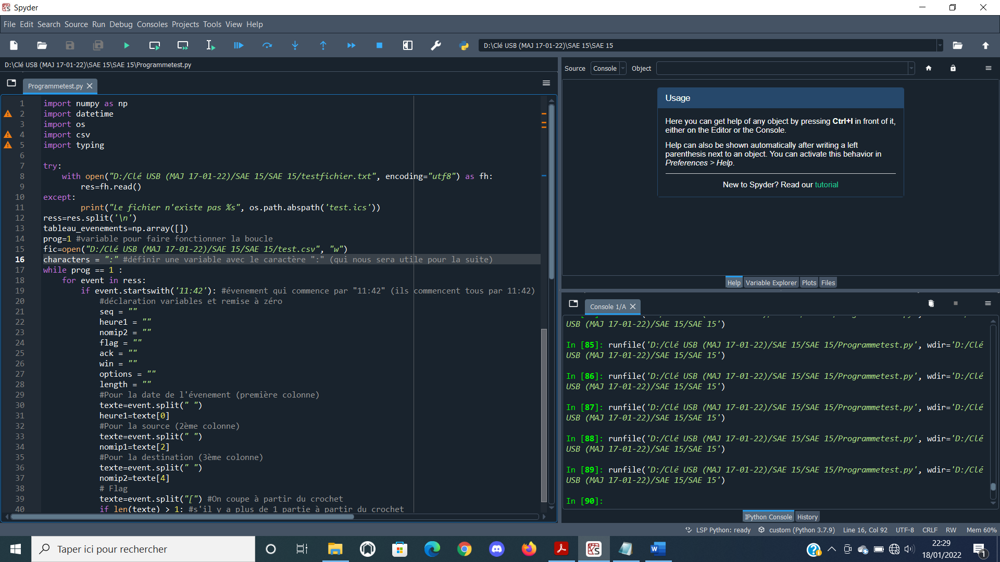 Spyder
File Edit Search Source Run Debug Consoles Projects Tools View Help
D:\Clé USB (MAJ 17-01-22)\SAE 15\SAE 15
D:\Clé USB (MAJ 17-01-22)\SAE 15\SAE 15\Programmetest.py
Programmetest.py
1 import numpy as np
2 import datetime
3 import os
4 import csv
5 import typing
6
7 try:
8 with open("D:/Clé USB (MAJ 17-01-22)/SAE 15/SAE 15/testfichier.txt", encoding="utf8") as fh:
9 res=fh.read()
10 except:
11 print("Le fichier n'existe pas %s", os.path.abspath('test.ics'))
12 ress=res.split('\n')
13 tableau_evenements=np.array([])
14 prog=1 #variable pour faire fonctionner la boucle
15 fic=open("D:/Clé USB (MAJ 17-01-22)/SAE 15/SAE 15/test.csv", "w")
16 characters = ":" #définir une variable avec le caractère ":" (qui nous sera utile pour la suite)
17 while prog == 1 :
18 for event in ress:
19 if event.startswith('11:42'): #évenement qui commence par "11:42" (ils commencent tous par 11:42)
20 #déclaration variables et remise à zéro
21 seq = ""
22 heure1 = ""
23 nomip2 = ""
24 flag = ""
25 ack = ""
26 win = ""
27 options = ""
28 length = ""
29 #Pour la date de l'évenement (première colonne)
30 texte=event.split(" ")
31 heure1=texte[0]
32 #Pour la source (2ème colonne)
33 texte=event.split(" ")
34 nomip1=texte[2]
35 #Pour la destination (3ème colonne)
36 texte=event.split(" ")
37 nomip2=texte[4]
38 # Flag
39 texte=event.split("[") #On coupe à partir du crochet
40 if len(texte) > 1: #s'il y a plus de 1 partie à partir du crochet
Source Console Object
Usage
Here you can get help of any object by pressing Ctrl+I in front of it,
either on the Editor or the Console.
Help can also be shown automatically after writing a left
parenthesis next to an object. You can activate this behavior in
Preferences > Help.
New to Spyder? Read our tutorial
Help Variable Explorer Plots Files
Console 1/A
USB (MAJ 17-01-22)/SAE 15/SAE 15')
In [85]: runfile('D:/Clé USB (MAJ 17-01-22)/SAE 15/SAE 15/Programmetest.py', wdir='D:/Clé
USB (MAJ 17-01-22)/SAE 15/SAE 15')
In [86]: runfile('D:/Clé USB (MAJ 17-01-22)/SAE 15/SAE 15/Programmetest.py', wdir='D:/Clé
USB (MAJ 17-01-22)/SAE 15/SAE 15')
In [87]: runfile('D:/Clé USB (MAJ 17-01-22)/SAE 15/SAE 15/Programmetest.py', wdir='D:/Clé
USB (MAJ 17-01-22)/SAE 15/SAE 15')
In [88]: runfile('D:/Clé USB (MAJ 17-01-22)/SAE 15/SAE 15/Programmetest.py', wdir='D:/Clé
USB (MAJ 17-01-22)/SAE 15/SAE 15')
In [89]: runfile('D:/Clé USB (MAJ 17-01-22)/SAE 15/SAE 15/Programmetest.py', wdir='D:/Clé
USB (MAJ 17-01-22)/SAE 15/SAE 15')
In [90]:
IPython Console History
LSP Python: ready custom (Python 3.7.9) Line 16, Col 92 UTF-8 CRLF RW Mem 60%
Taper ici pour rechercher
22:29
18/01/2022
1